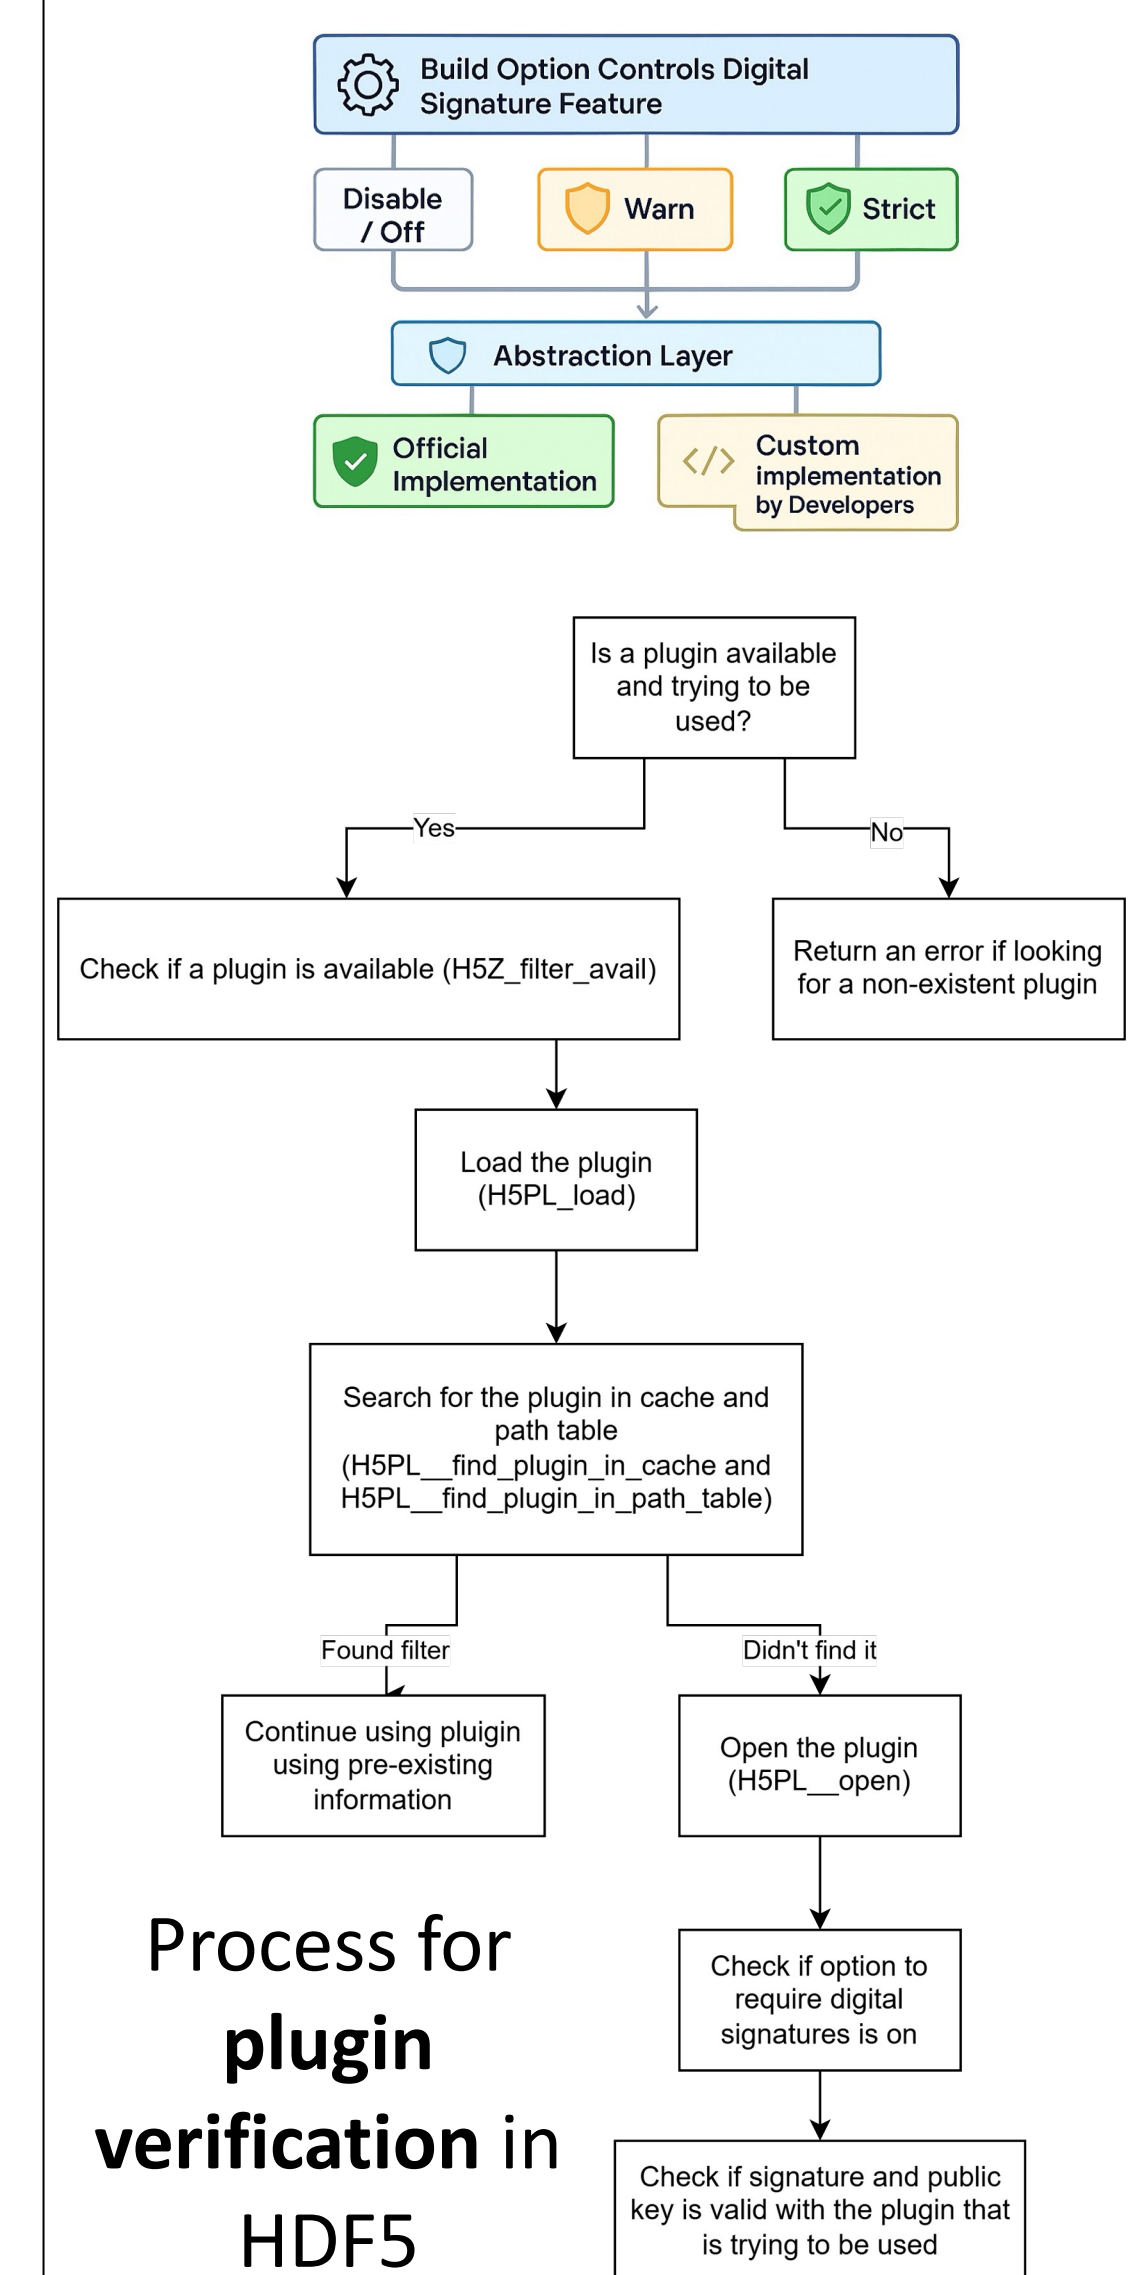 Build Option Controls Digital
Signature Feature
Disable
/ Off
Warn
Strict
Abstraction Layer
Official
Implementation
</>
Custom
implementation
by Developers
Is a plugin available
and trying to be
used?
Yes
No
Check if a plugin is available (H5Z_filter_avail)
Return an error if looking
for a non-existent plugin
Load the plugin
(H5PL_load)
Search for the plugin in cache and
path table
(H5PL__find_plugin_in_cache and
H5PL__find_plugin_in_path_table)
Found filter
Didn't find it
Continue using pluigin
using pre-existing
information
Open the plugin
(H5PL__open)
Process for
plugin
verification in
HDF5
Check if option to
require digital
signatures is on
Check if signature and public
key is valid with the plugin that
is trying to be used